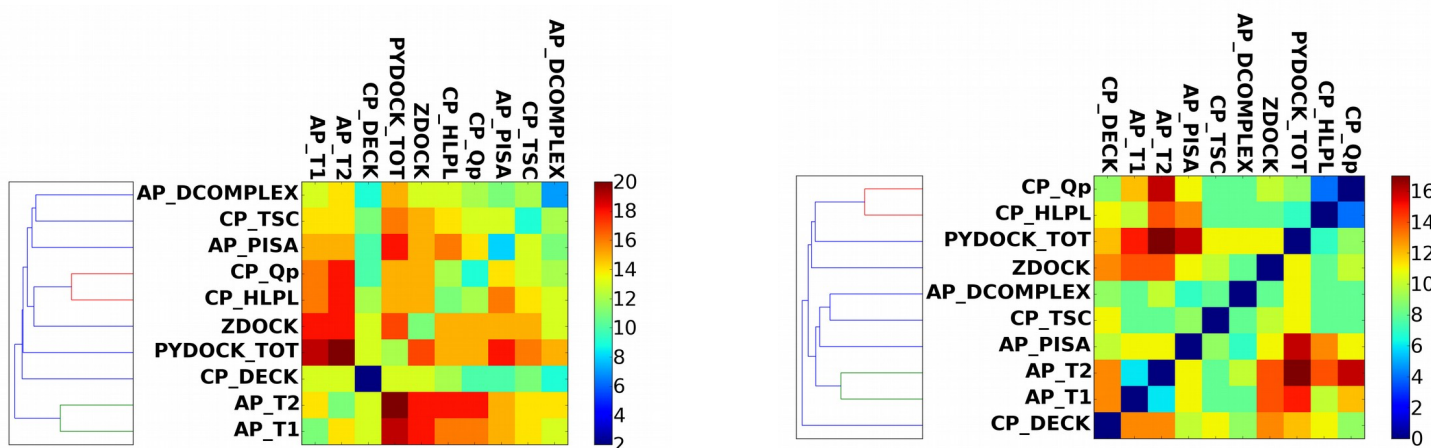 AP_T1
AP_T2
CP_DECK
PYDOCK_TOT
ZDOCK
CP_HLPL
CP_Qp
AP_PISA
CP_TSC
AP_DCOMPLEX
AP_DCOMPLEX
CP_TSC
AP_PISA
CP_Qp
CP_HLPL
ZDOCK
PYDOCK_TOT
CP_DECK
AP_T2
AP_T1
20
18
16
14
12
10
8
6
4
2
CP_DECK
AP_T1
AP_T2
AP_PISA
CP_TSC
AP_DCOMPLEX
ZDOCK
PYDOCK_TOT
CP_HLPL
CP_Qp
CP_Qp
CP_HLPL
PYDOCK_TOT
ZDOCK
AP_DCOMPLEX
CP_TSC
AP_PISA
AP_T2
AP_T1
CP_DECK
16
14
12
10
8
6
4
2
0